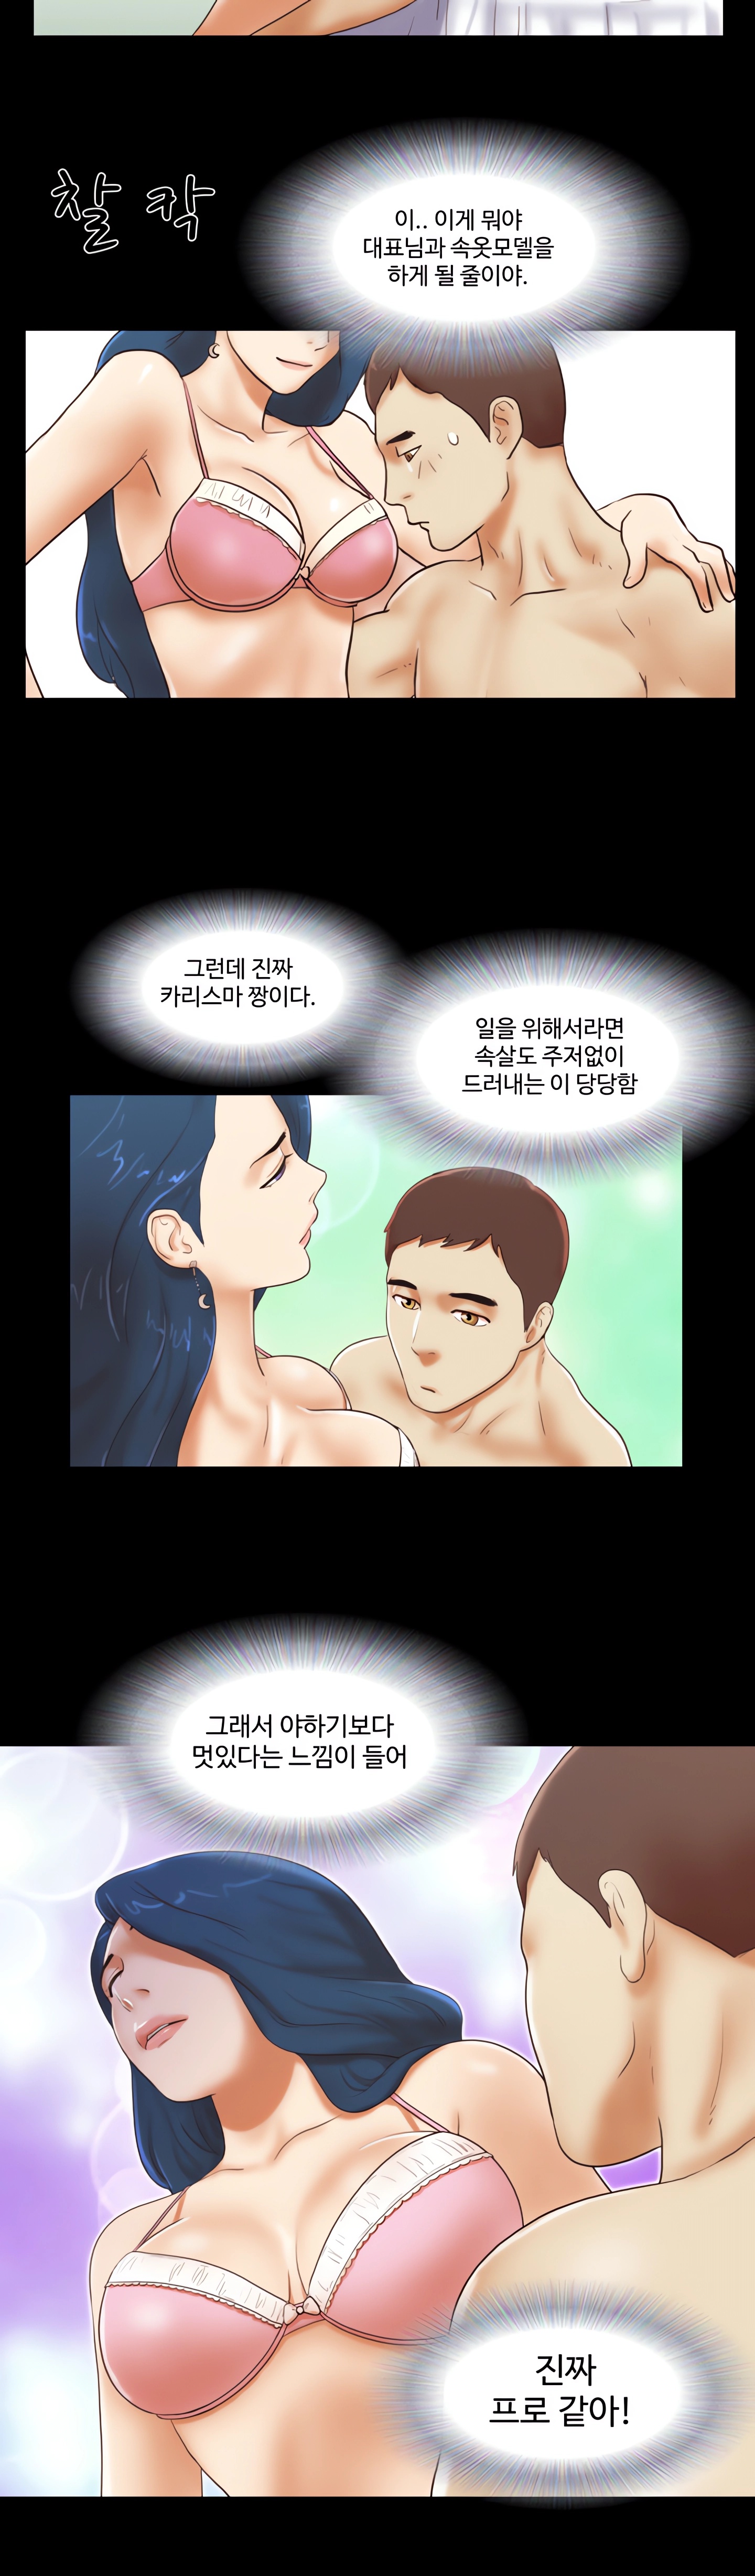 찰칵
이.. 이게 뭐야
대표님과 속옷모델을
하게 될 줄이야.
그런데 진짜
카리스마 짱이다.
일을 위해서라면
속살도 주저없이
드러내는 이 당당함
그래서 야하기보다
멋있다는 느낌이 들어
진짜
프로 같아!